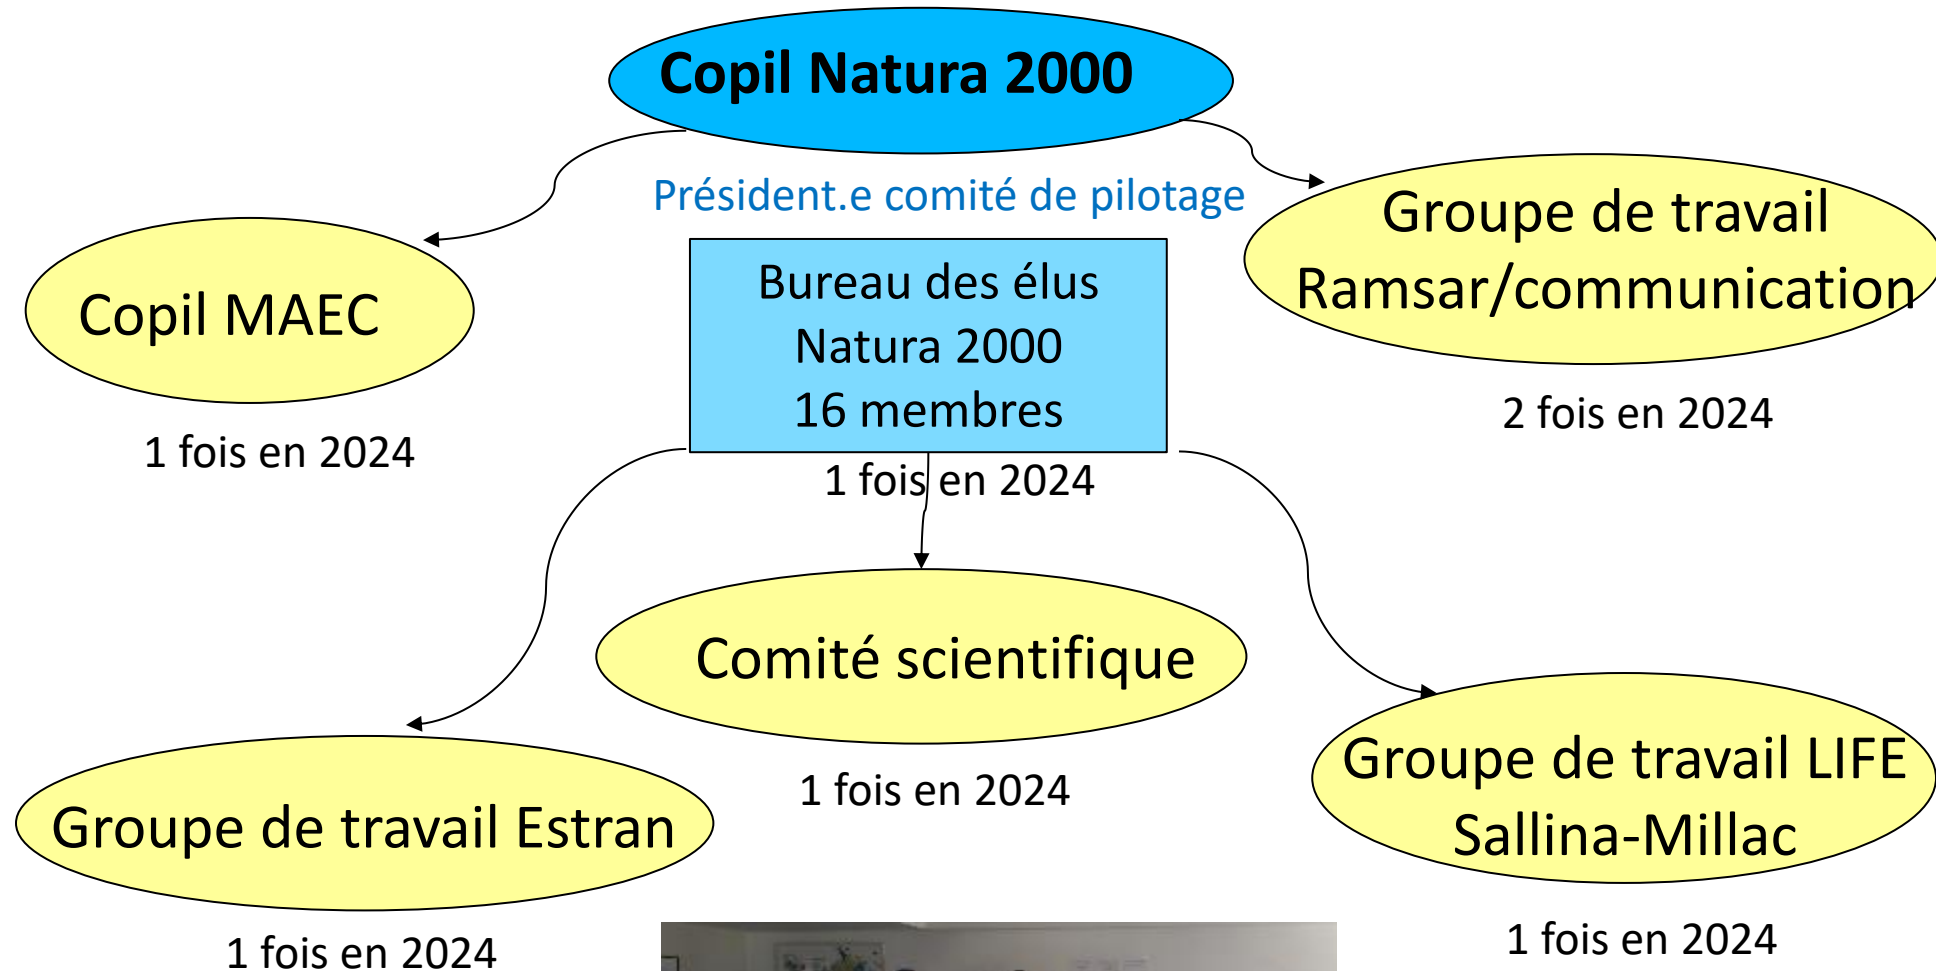 Copil Natura 2000
Président.e comité de pilotage
Groupe de travail
Ramsar/communication
2 fois en 2024
Copil MAEC
1 fois en 2024
Bureau des élus
Natura 2000
16 membres
1 fois en 2024
Comité scientifique
1 fois en 2024
Groupe de travail Estran
1 fois en 2024
Groupe de travail LIFE
Sallina-Millac
1 fois en 2024